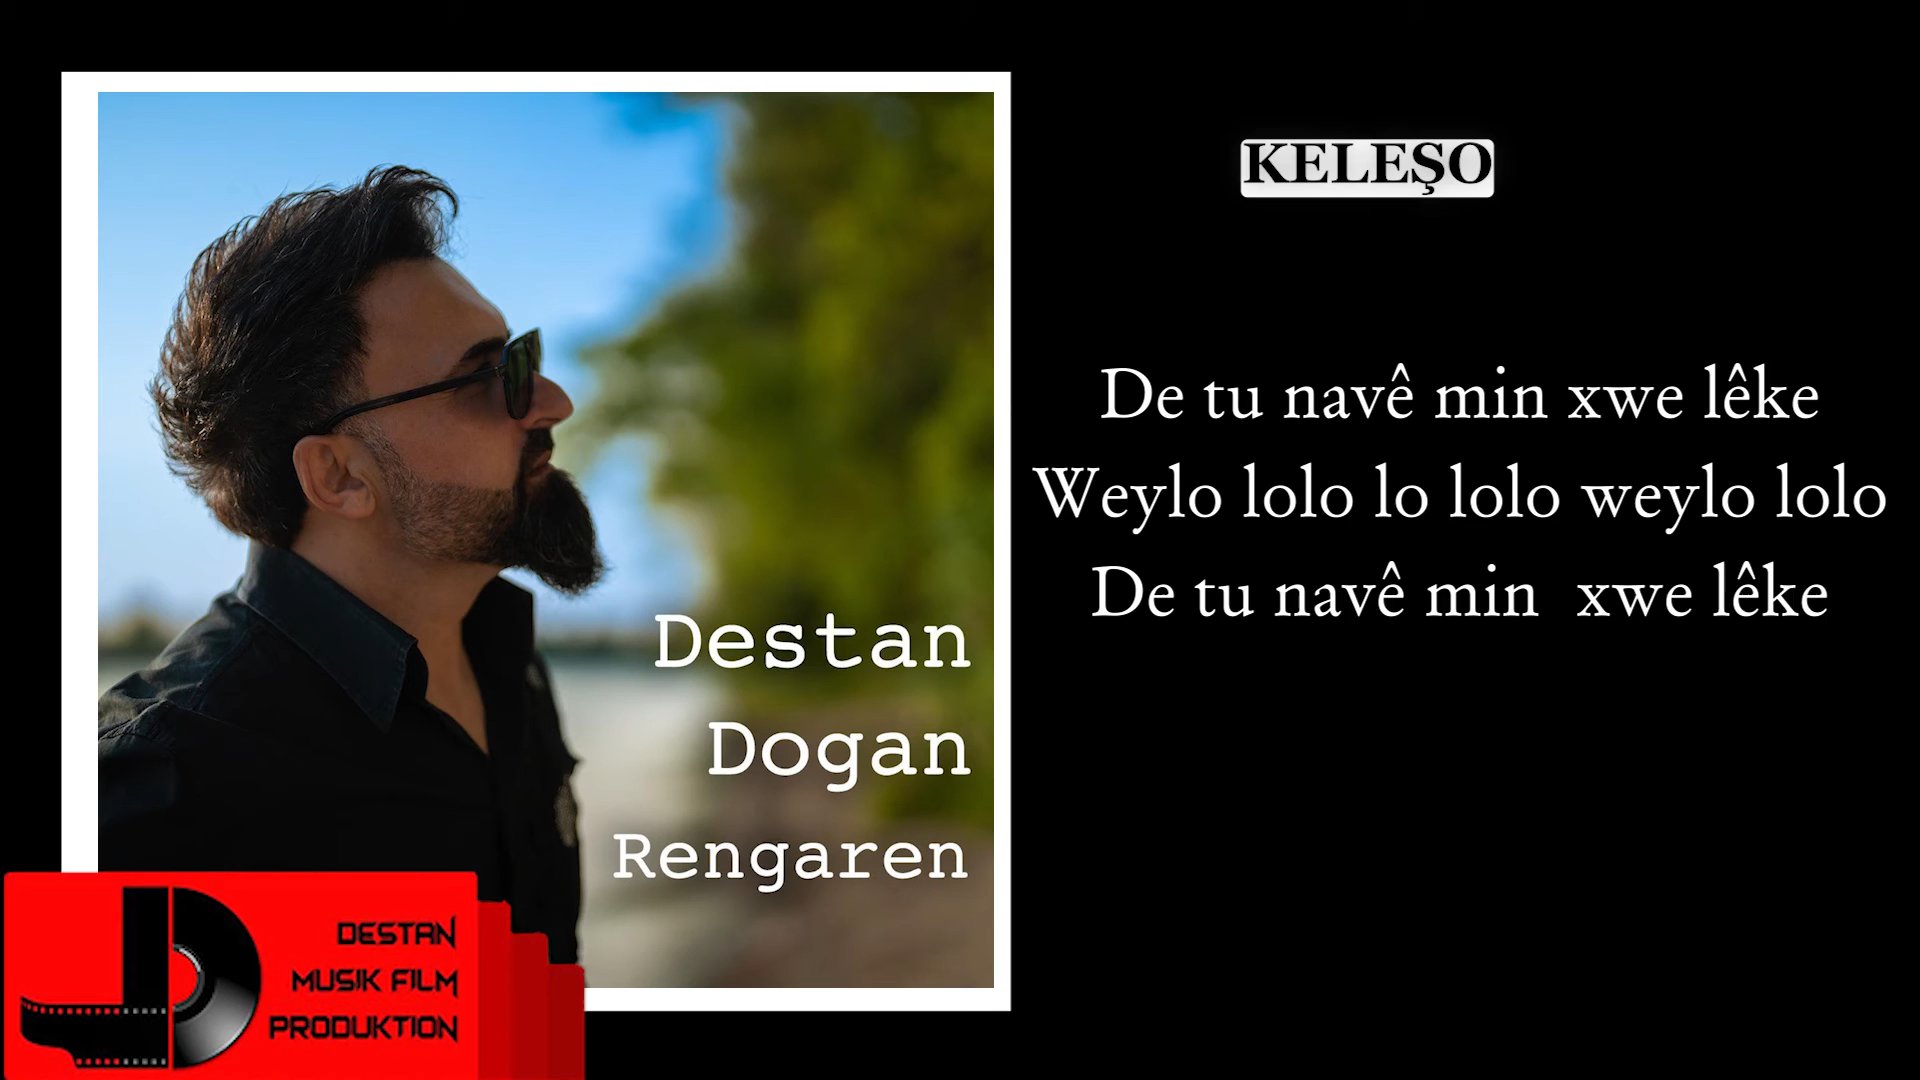 KELEŞO
De tu navê min xwe lêke
Weylo lolo lo lolo weylo lolo
De tu navê min xwe lêke
Destan
Dogan
Rengaren
DESTAN
MUSIK FILM
PRODUKTION